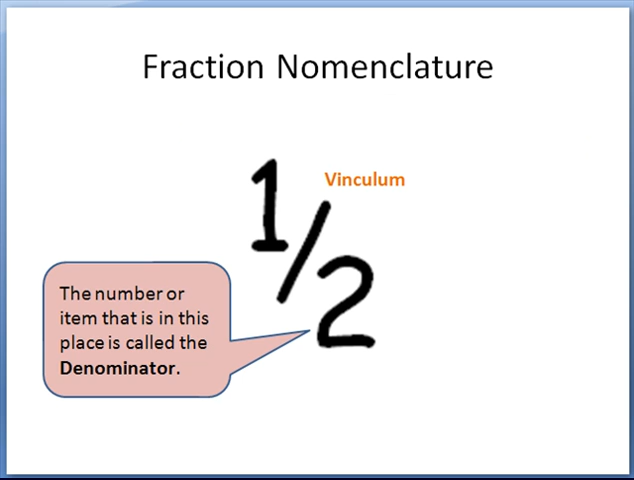 Fraction Nomenclature
Vinculum
1/2
The number or
item that is in this
place is called the
Denominator.